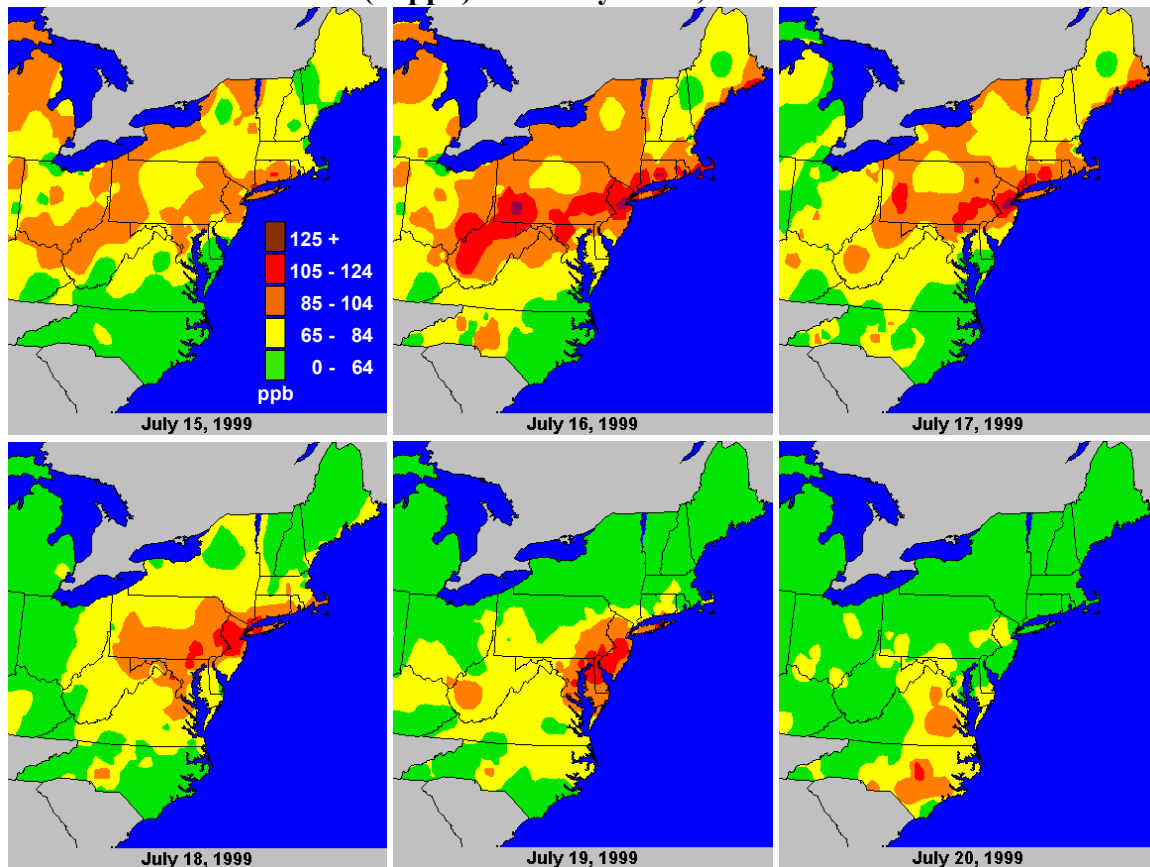 July 15, 1999
125 +
105 - 124
85 - 104
65 - 84
0 - 64
ppb
July 16, 1999
July 17, 1999
July 18, 1999
July 19, 1999
July 20, 1999